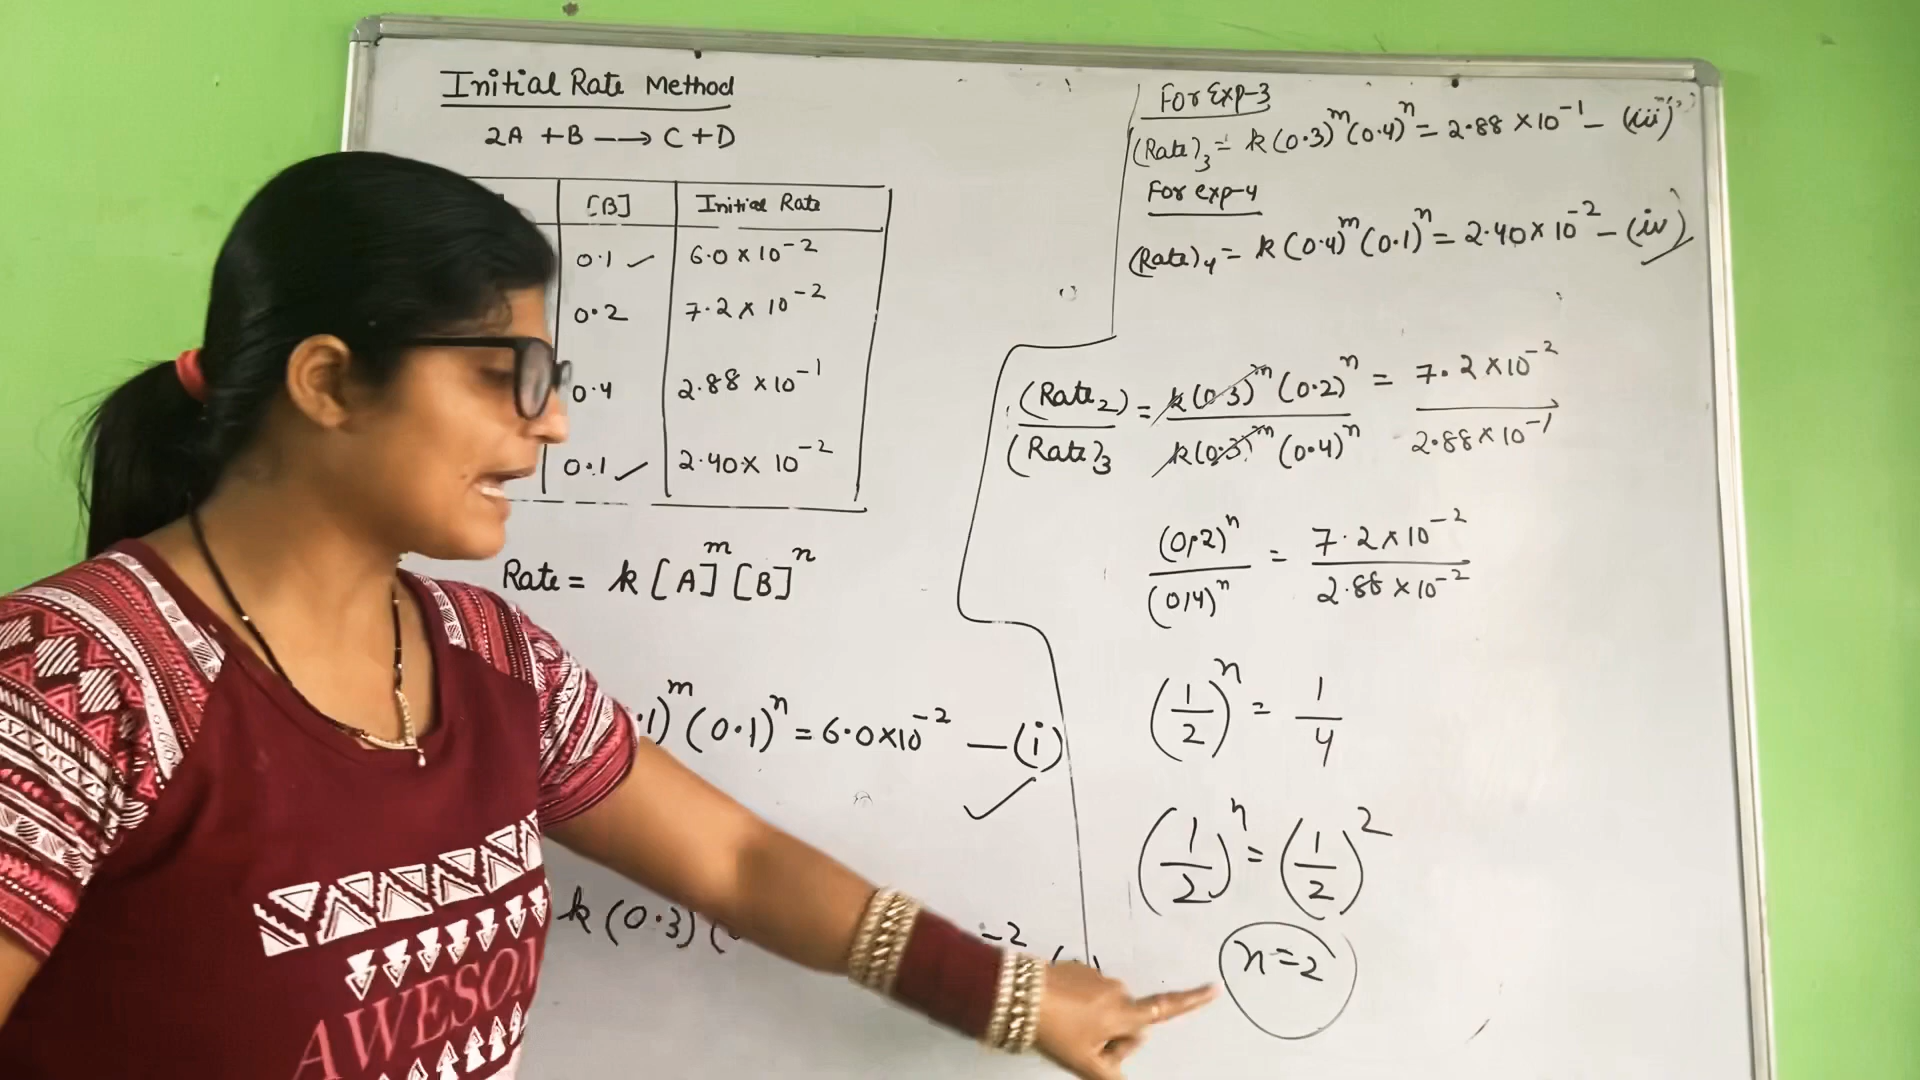 Initial Rate Method
2A + B ⟶ C + D
[B] Initial Rate
0.1 ✓ 6.0 × 10⁻²
0.2 7.2 × 10⁻²
0.4 2.88 × 10⁻¹
0.1 ✓ 2.40 × 10⁻²
Rate = k [A]ᵐ [B]ⁿ
.1)ᵐ (0.1)ⁿ = 6.0×10⁻² — (i)
k (0.3) (
⁻²
For Exp-3
(Rate)₃ = k (0.3)ᵐ (0.4)ⁿ = 2.88 × 10⁻¹ – (iii)
For exp-4
(Rate)₄ = k (0.4)ᵐ (0.1)ⁿ = 2.40 × 10⁻² – (iv)
(Rate₂) = k (0.3)ᵐ (0.2)ⁿ = 7.2 × 10⁻²
(Rate)₃ k (0.3)ᵐ (0.4)ⁿ 2.88 × 10⁻¹
(0.2)ⁿ = 7.2 × 10⁻²
(0.4)ⁿ 2.88 × 10⁻²
(1/2)ⁿ = 1/4
(1/2)ⁿ = (1/2)²
n = 2
AWESOM